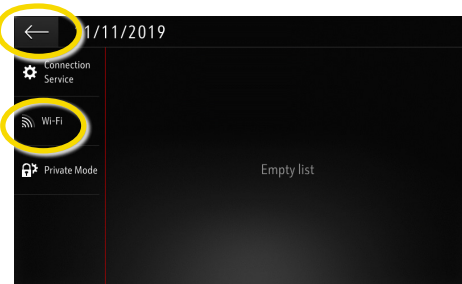 1/11/2019
Connection
Service
Wi-Fi
Private Mode
Empty list